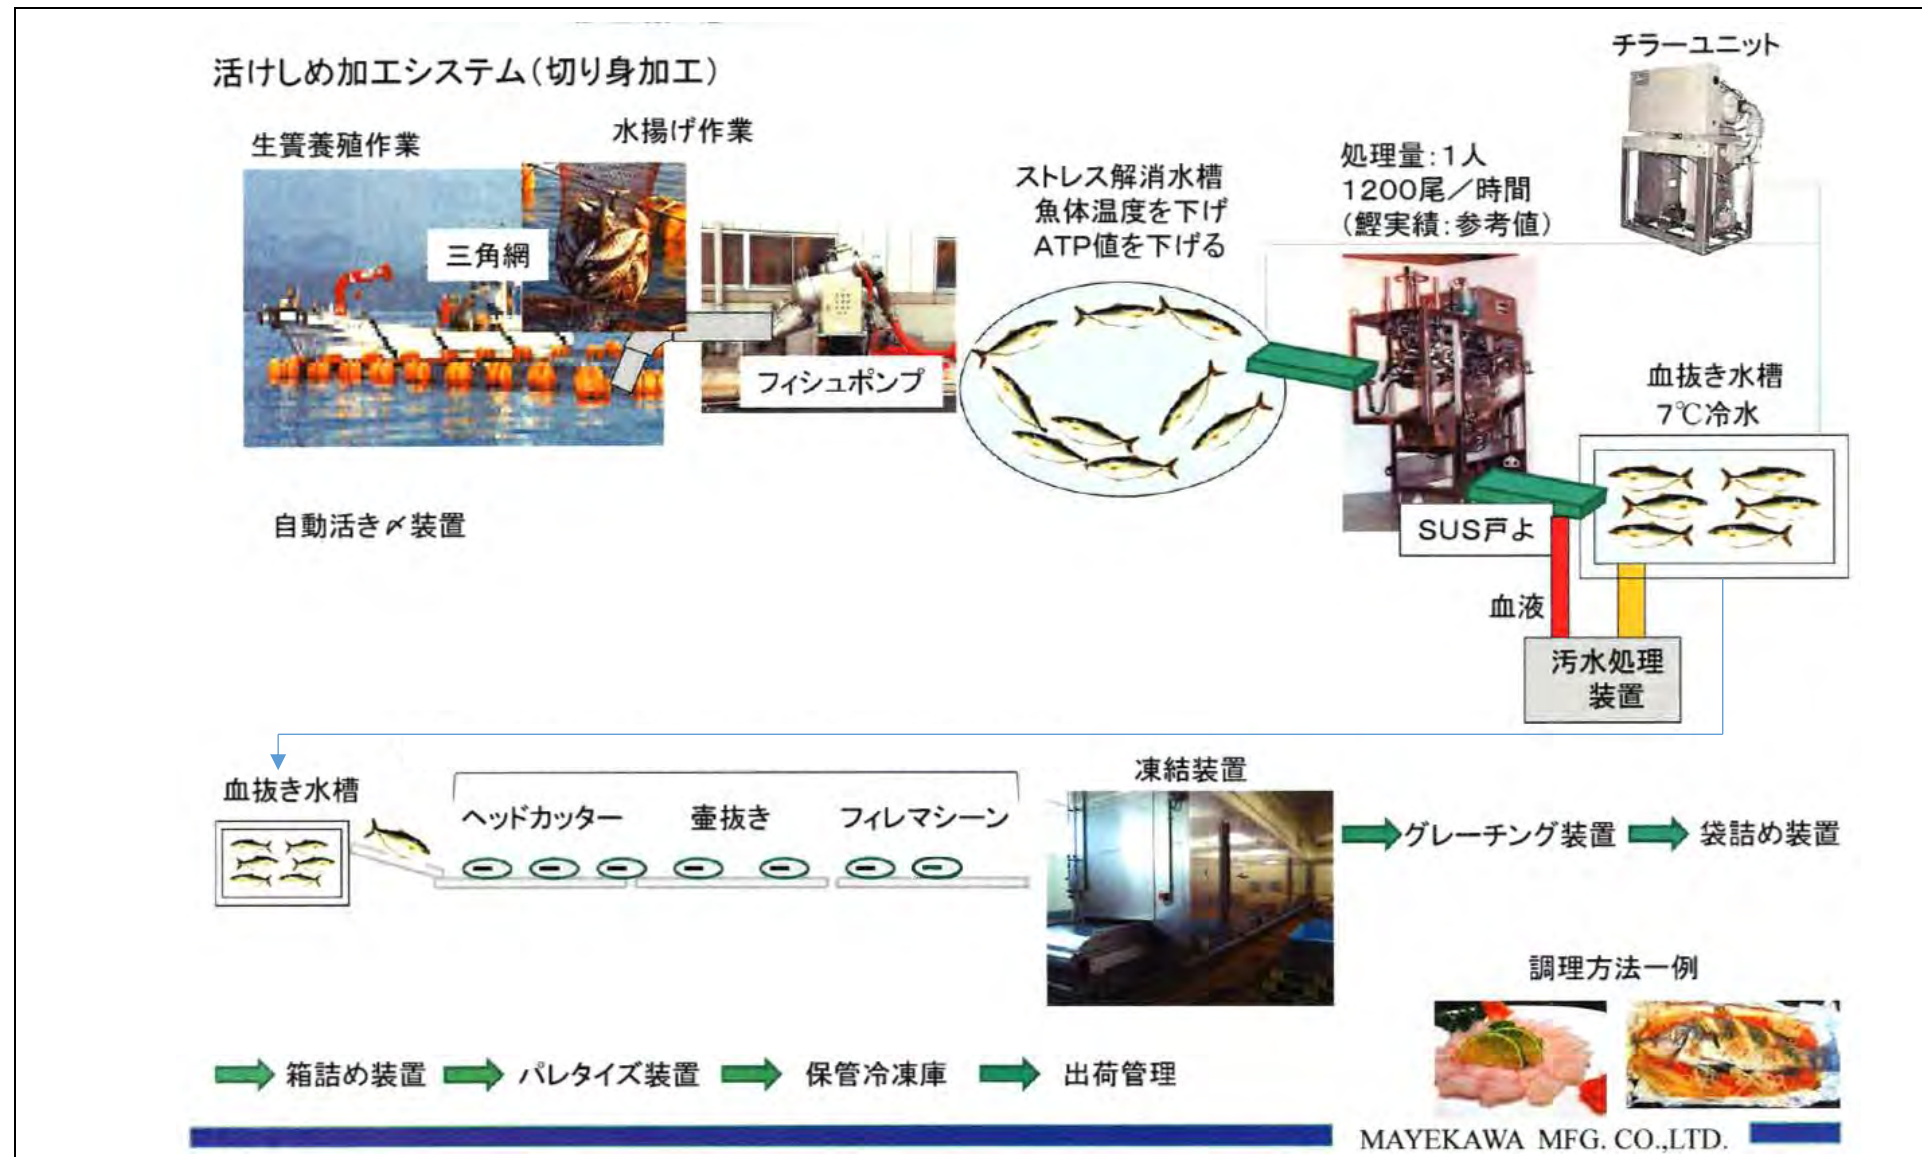 活けしめ加工システム(切り身加工)
生簀養殖作業
水揚げ作業
三角網
フィシュポンプ
ストレス解消水槽
魚体温度を下げ
ATP値を下げる
処理量:1人
1200尾/時間
(鰹実績:参考値)
チラーユニット
血抜き水槽
7℃冷水
自動活き〆装置
SUS戸よ
血液
汚水処理
装置
血抜き水槽
ヘッドカッター
壷抜き
フィレマシーン
凍結装置
グレーチング装置
袋詰め装置
調理方法一例
箱詰め装置
パレタイズ装置
保管冷凍庫
出荷管理
MAYEKAWA MFG. CO.,LTD.